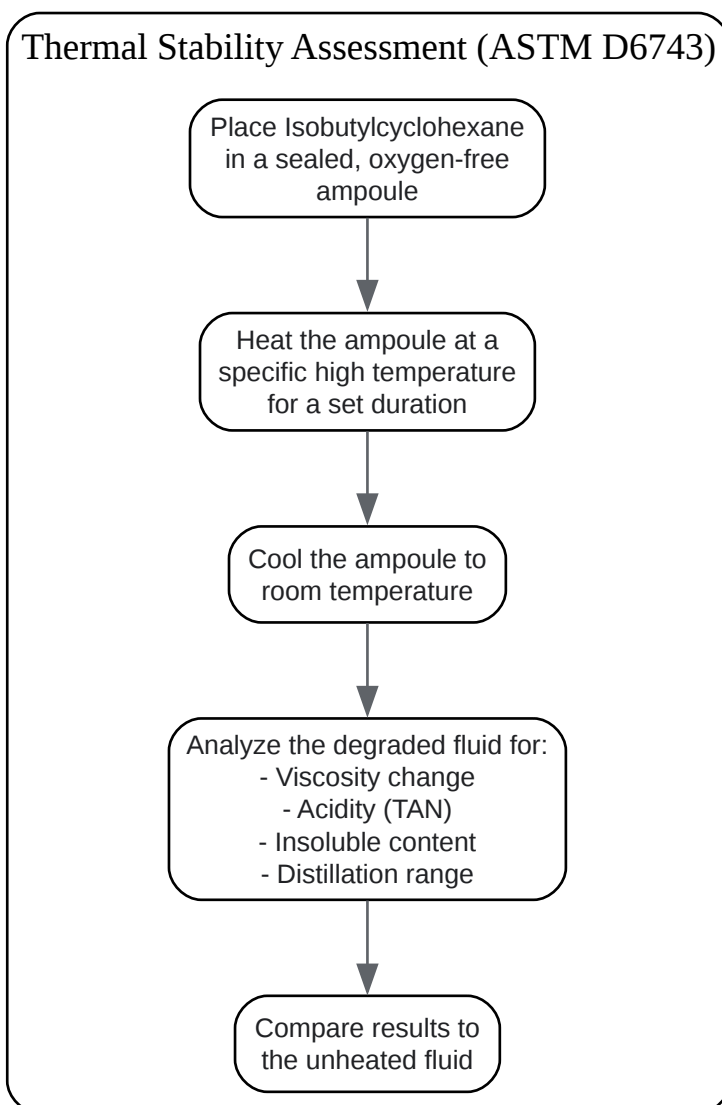 Thermal Stability Assessment (ASTM D6743)
Place Isobutylcyclohexane
in a sealed, oxygen-free
ampoule
Heat the ampoule at a
specific high temperature
for a set duration
Cool the ampoule to
room temperature
Analyze the degraded fluid for:
- Viscosity change
- Acidity (TAN)
- Insoluble content
- Distillation range
Compare results to
the unheated fluid